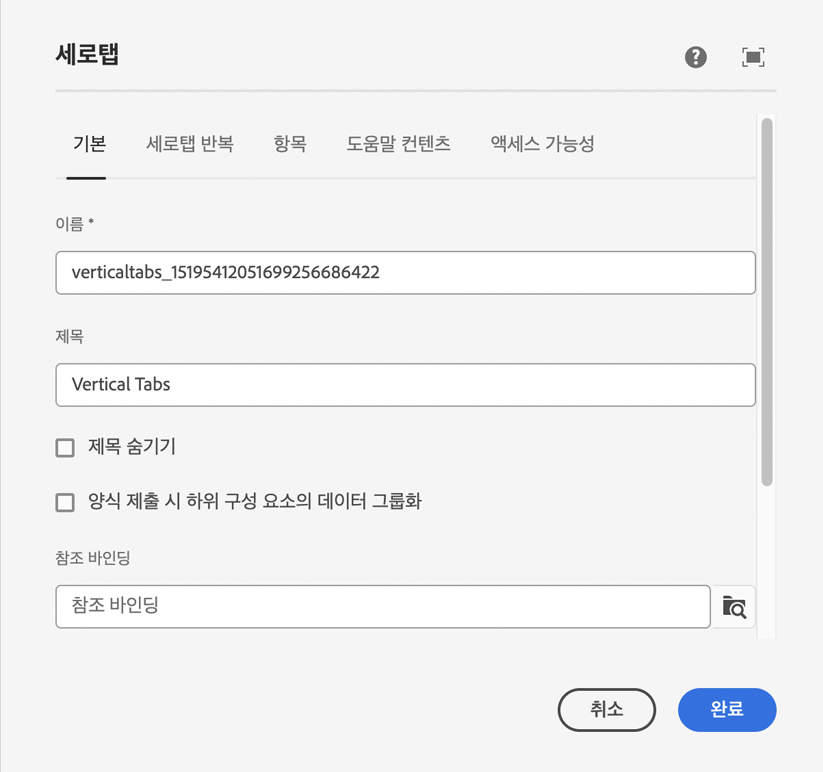 세로탭
기본 세로탭 반복 항목 도움말 컨텐츠 액세스 가능성
이름 *
verticaltabs_15195412051699256686422
제목
Vertical Tabs
제목 숨기기
양식 제출 시 하위 구성 요소의 데이터 그룹화
참조 바인딩
참조 바인딩
취소 완료